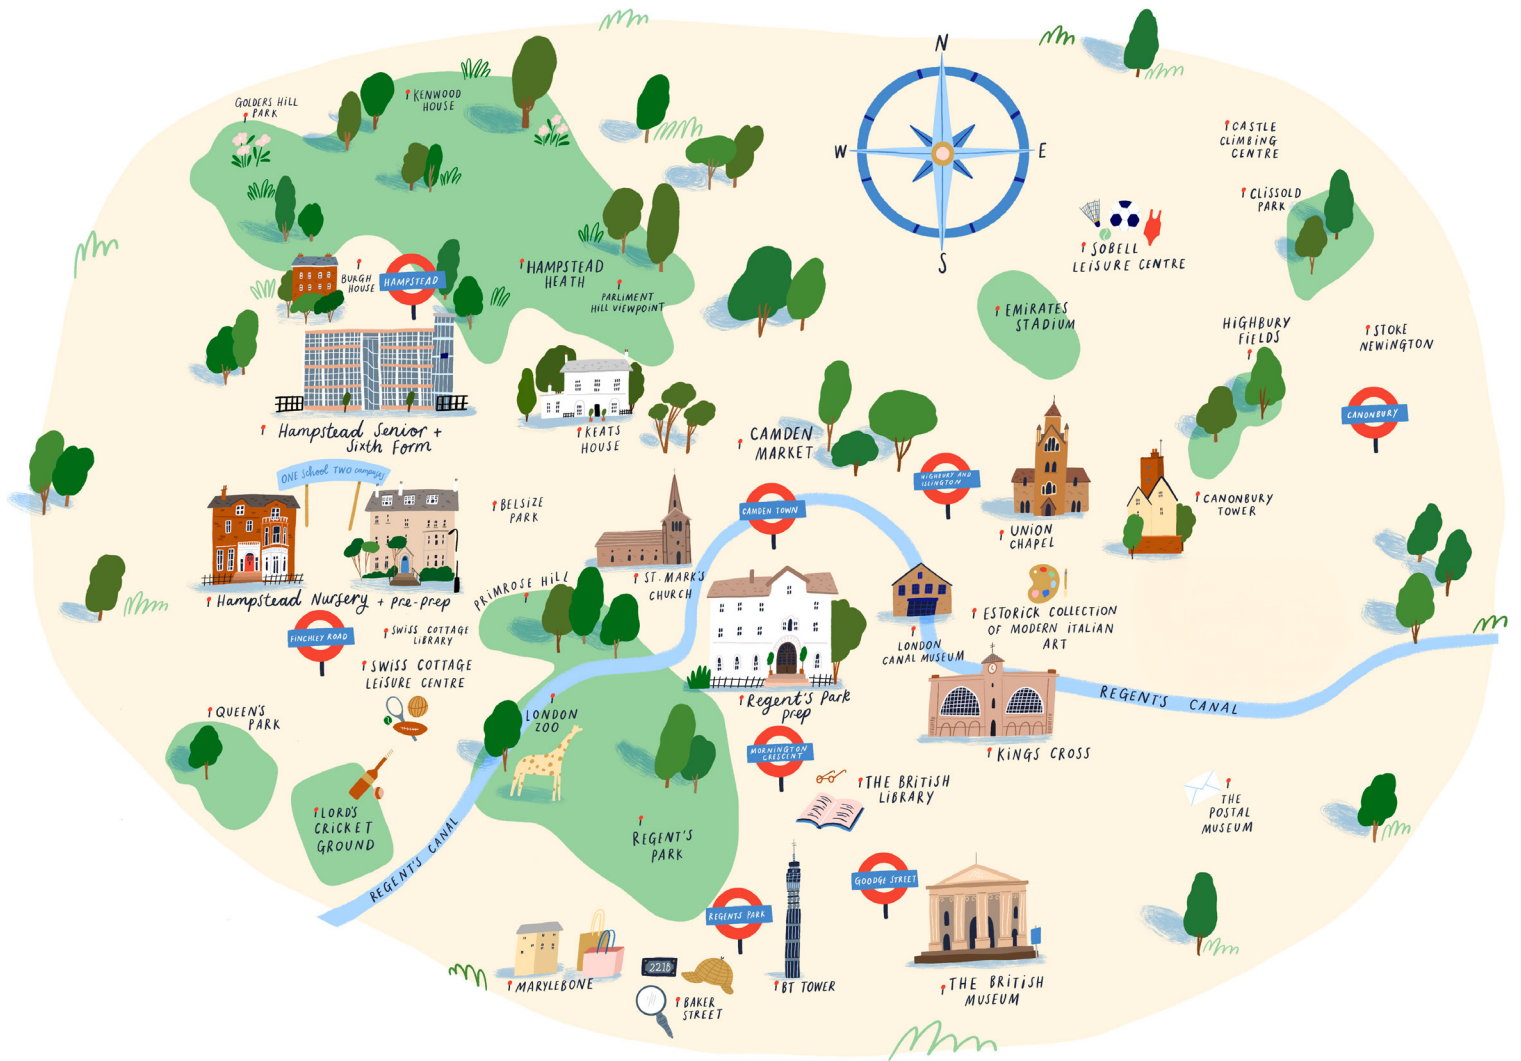 N
W
E
S
GOLDERS HILL
PARK
KENWOOD
HOUSE
CASTLE
CLIMBING
CENTRE
CLISSOLD
PARK
SOBELL
LEISURE CENTRE
BURGH
HOUSE
HAMPSTEAD
HAMPSTEAD
HEATH
PARLIMENT
HILL VIEWPOINT
EMIRATES
STADIUM
HIGHBURY
FIELDS
STOKE
NEWINGTON
CANONBURY
Hampstead Senior +
Sixth Form
KEATS
HOUSE
CAMDEN
MARKET
ONE SCHOOL TWO campuses
HIGHBURY AND
ISLINGTON
BELSIZE
PARK
CAMDEN TOWN
UNION
CHAPEL
CANONBURY
TOWER
Hampstead Nursery + Pre-prep
PRIMROSE HILL
ST. MARK'S
CHURCH
FINCHLEY ROAD
SWISS COTTAGE
LIBRARY
SWISS COTTAGE
LEISURE CENTRE
LONDON
CANAL MUSEUM
ESTORICK COLLECTION
OF MODERN ITALIAN
ART
QUEEN'S
PARK
LONDON
ZOO
Regent's Park
Prep
REGENT'S CANAL
MORNINGTON
CRESCENT
KINGS CROSS
THE BRITISH
LIBRARY
THE
POSTAL
MUSEUM
LORD'S
CRICKET
GROUND
REGENT'S CANAL
REGENT'S
PARK
REGENTS PARK
GOODGE STREET
MARYLEBONE
221B
BAKER
STREET
BT TOWER
THE BRITISH
MUSEUM